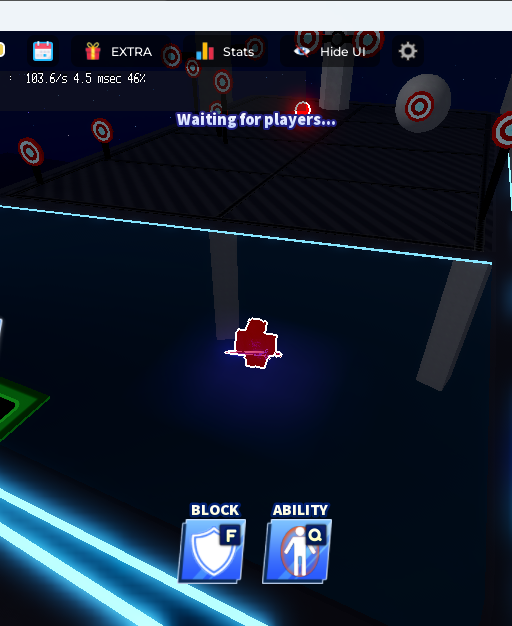 EXTRA Stats Hide UI
: 103.6/s 4.5 msec 46%
Waiting for players...
BLOCK ABILITY
F Q